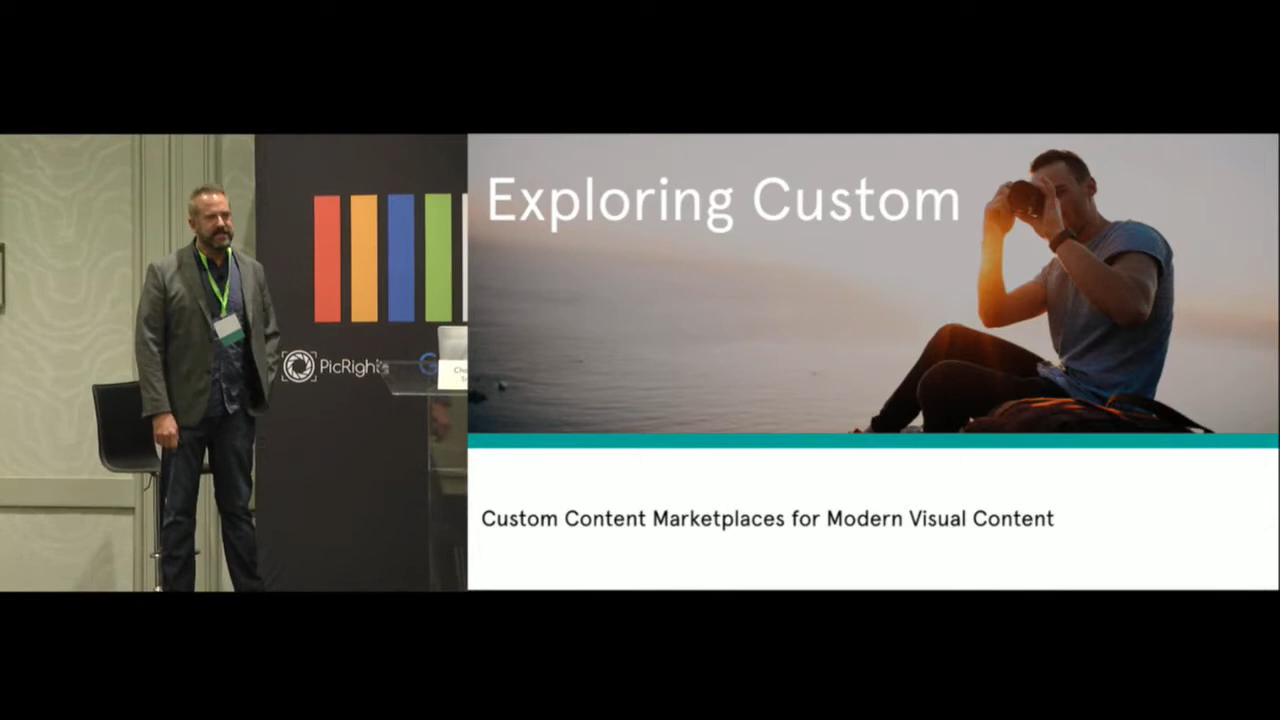 Exploring Custom
PicRights
G
Custom Content Marketplaces for Modern Visual Content